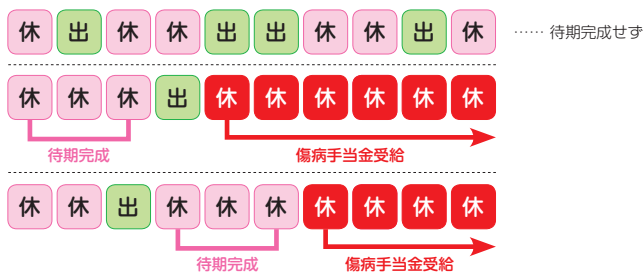 休 出 休 休 出 出 休 休 出 休 …… 待期完成せず
休 休 休 出 休 休 休 休 休 休
待期完成 傷病手当金受給
休 休 出 休 休 休 休 休 休 休
待期完成 傷病手当金受給